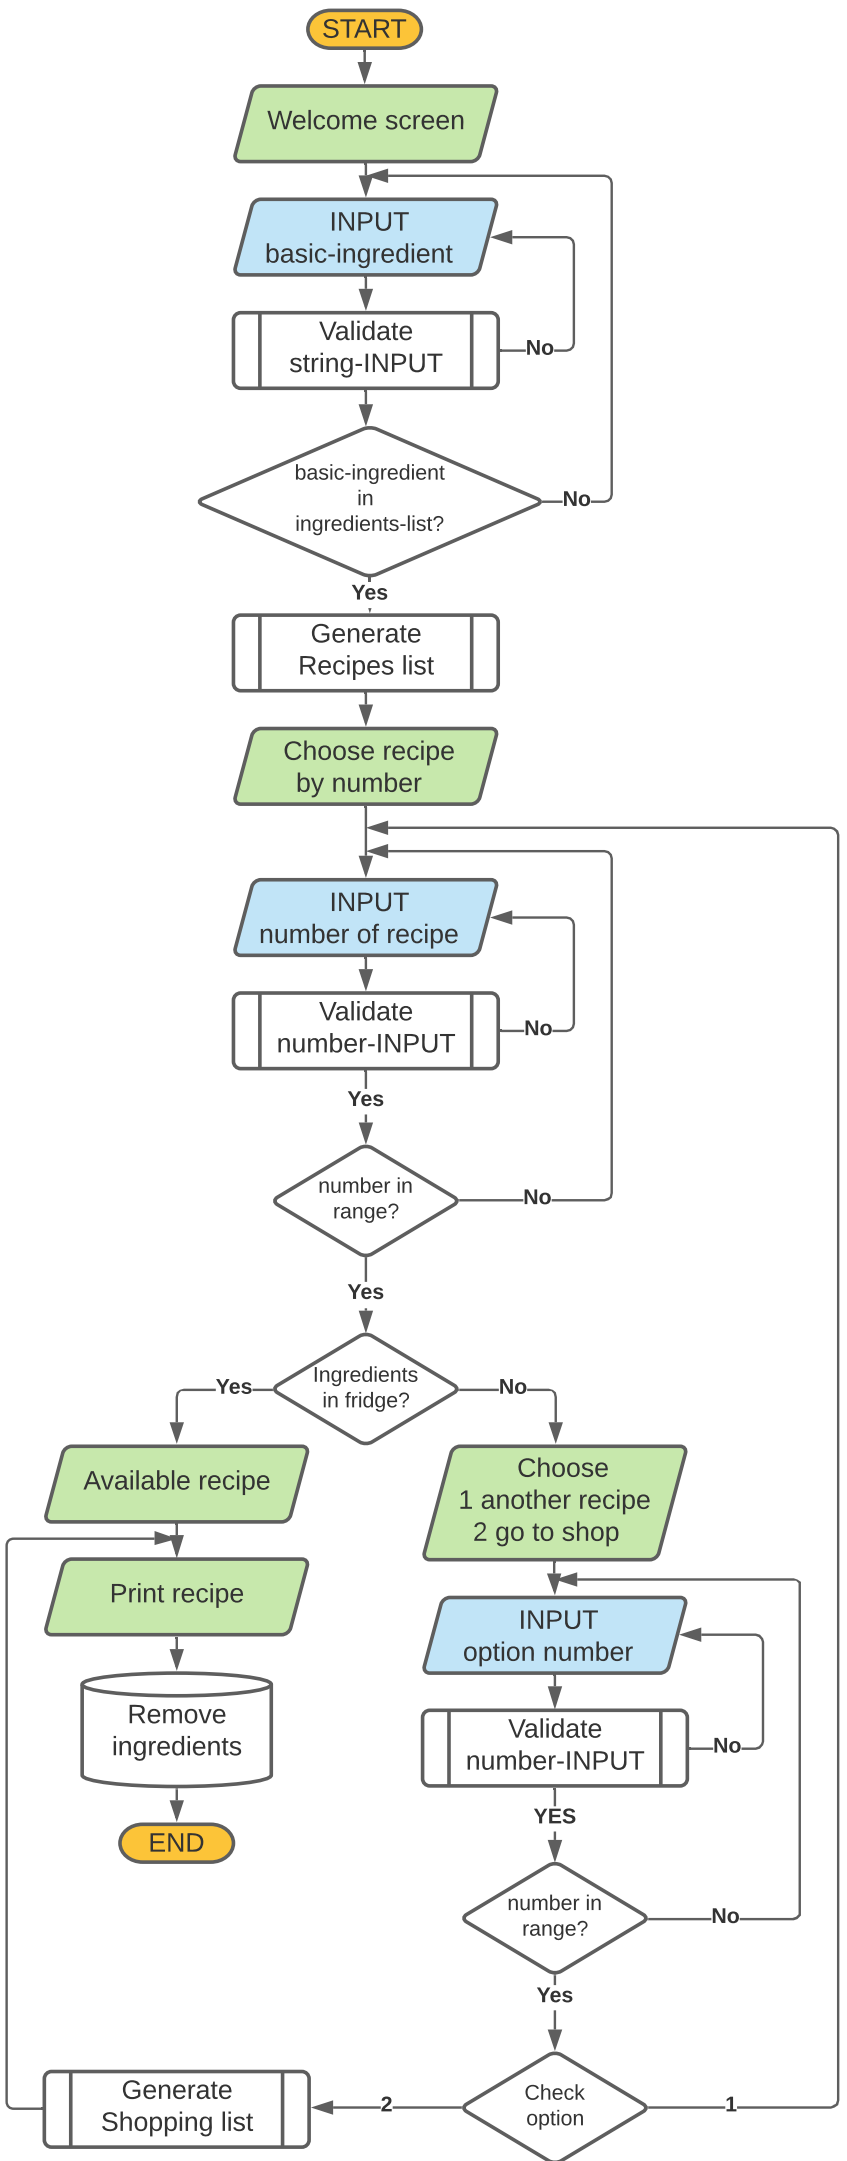 START
Welcome screen
INPUT
basic-ingredient
Validate
string-INPUT
No
basic-ingredient
in
ingredients-list?
No
Yes
Generate
Recipes list
Choose recipe
by number
INPUT
number of recipe
Validate
number-INPUT
No
Yes
number in
range?
No
Yes
Ingredients
in fridge?
Yes
No
Available recipe
Print recipe
Remove
ingredients
END
Choose
1 another recipe
2 go to shop
INPUT
option number
Validate
number-INPUT
No
YES
number in
range?
No
Yes
Check
option
1
2
Generate
Shopping list